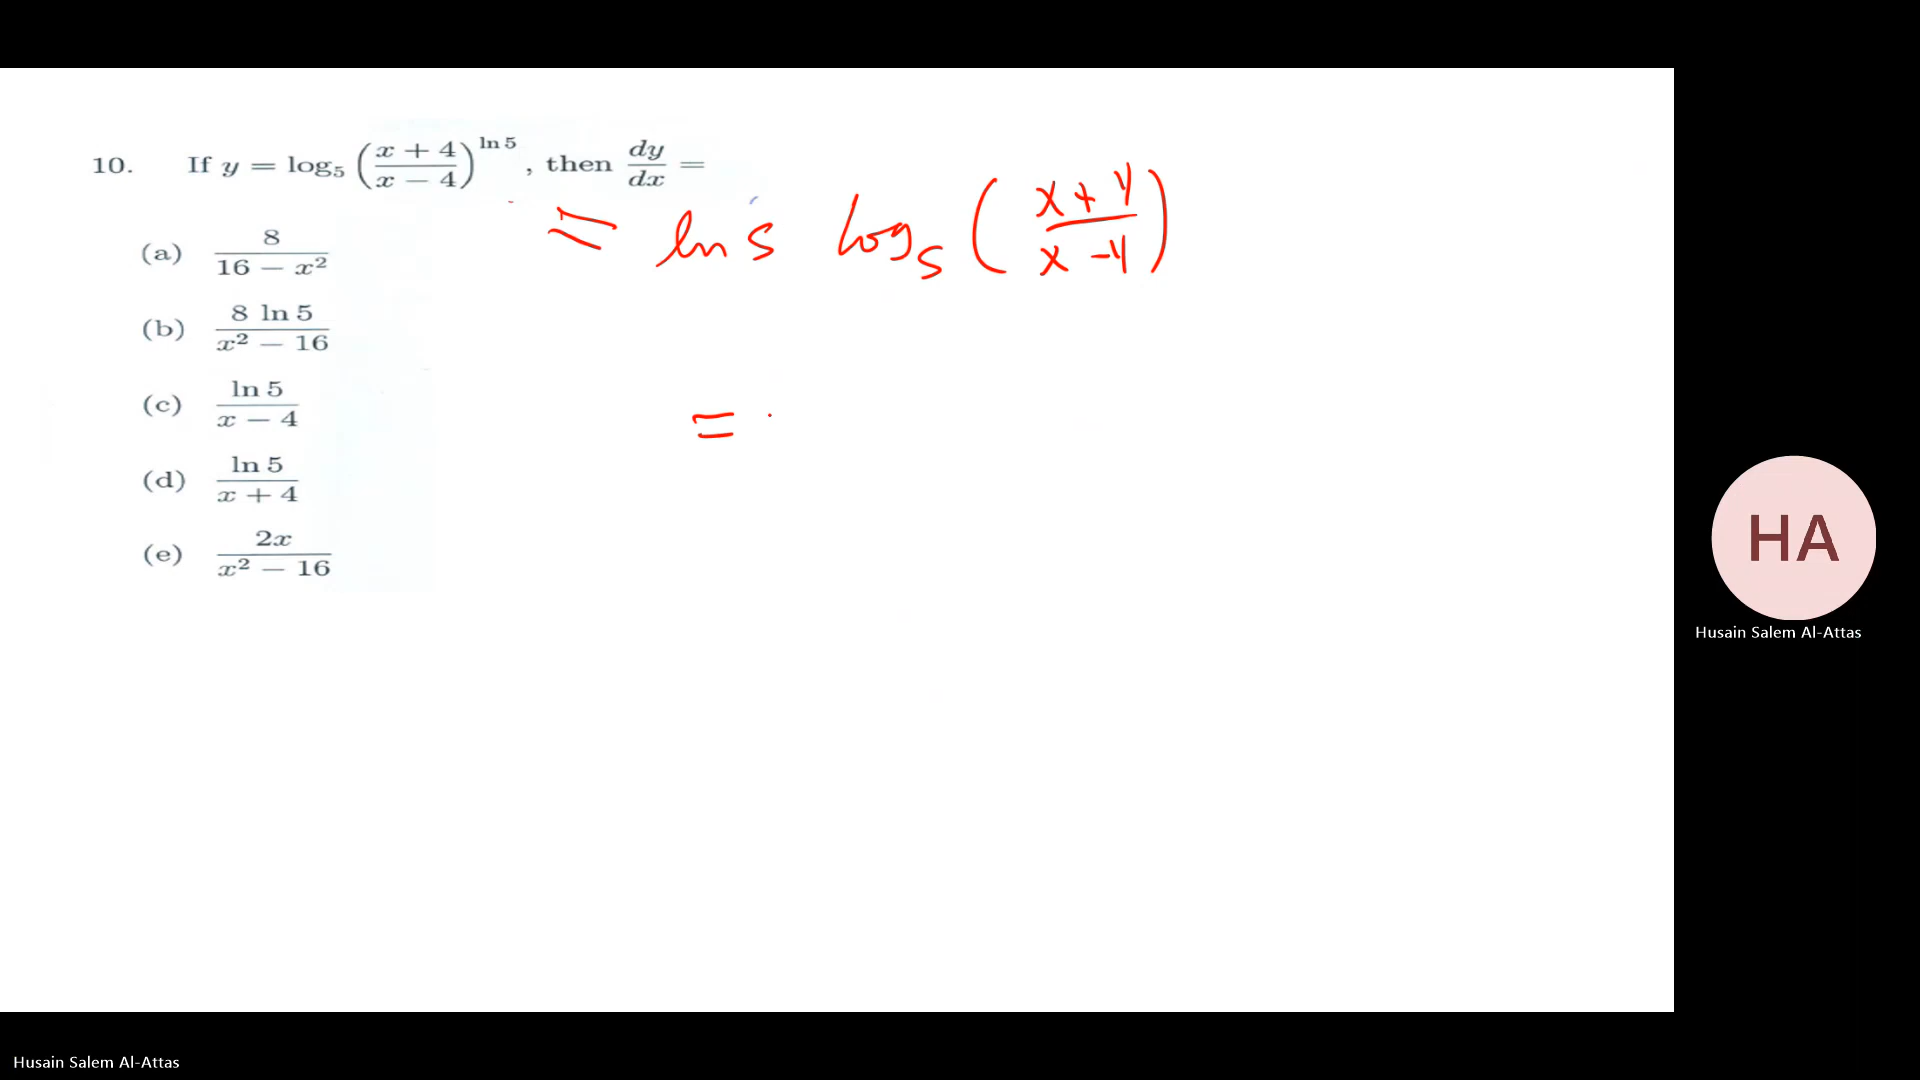 10. If y = log₅ ((x + 4)/(x − 4))^(ln 5), then dy/dx =
= ln 5 log₅ ((x + 4)/(x − 4))
(a) 8/(16 − x²)
(b) 8 ln 5/(x² − 16)
=
(c) ln 5/(x − 4)
(d) ln 5/(x + 4)
(e) 2x/(x² − 16)
HA
Husain Salem Al-Attas
Husain Salem Al-Attas